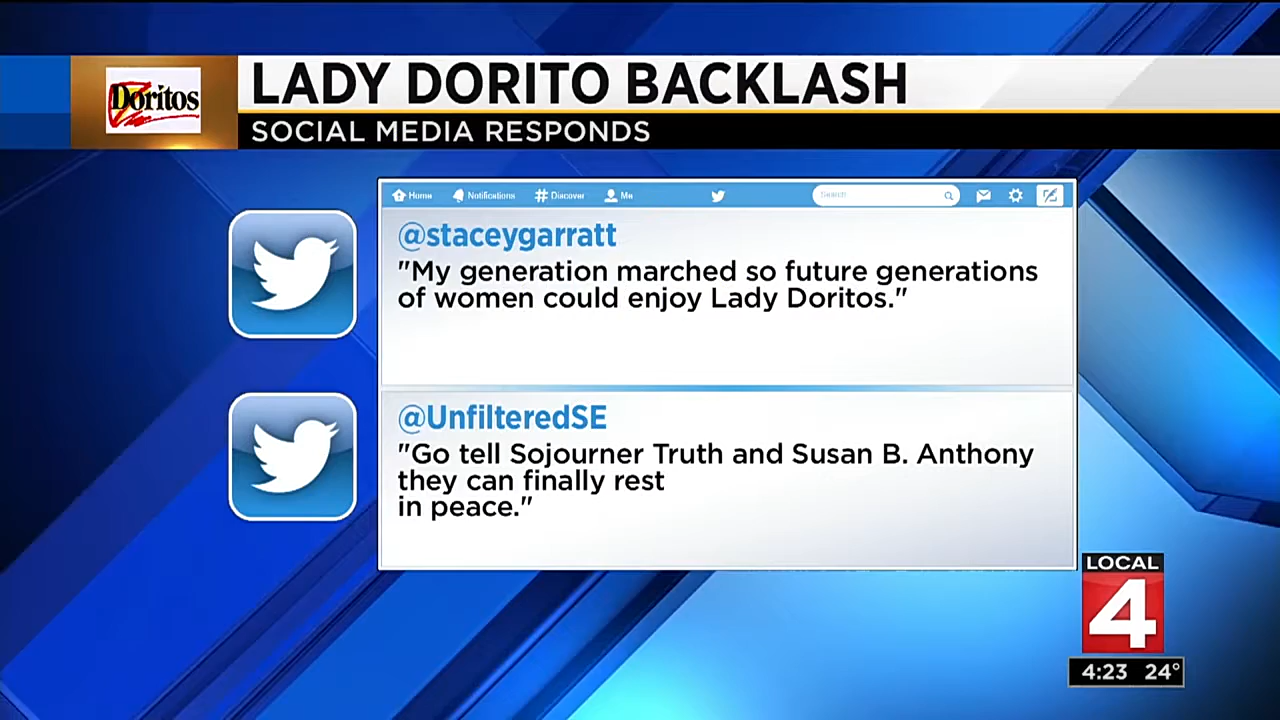 Doritos
LADY DORITO BACKLASH
SOCIAL MEDIA RESPONDS
Home Notifications Discover Me Search
@staceygarratt
"My generation marched so future generations
of women could enjoy Lady Doritos."
@UnfilteredSE
"Go tell Sojourner Truth and Susan B. Anthony
they can finally rest
in peace."
LOCAL
4
4:23 24°